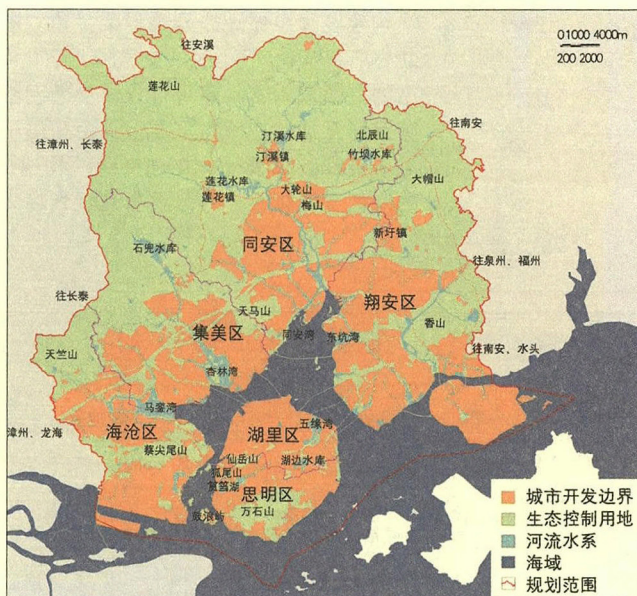 01000 4000m
200 2000
往安溪
莲花山
往南安
汀溪水库
北辰山
往漳州、长泰
汀溪镇
竹坝水库
大帽山
莲花水库
大轮山
莲花镇
梅山
新圩镇
石兜水库
同安区
往泉州、福州
往长泰
翔安区
天马山
香山
集美区
同安湾
东坑湾
天竺山
往南安、水头
杏林湾
马銮湾
漳州、龙海
海沧区
湖里区
五缘湾
蔡尖尾山
仙岳山
湖边水库
狐尾山
筼筜湖
思明区
鼓浪屿
万石山
城市开发边界
生态控制用地
河流水系
海域
规划范围